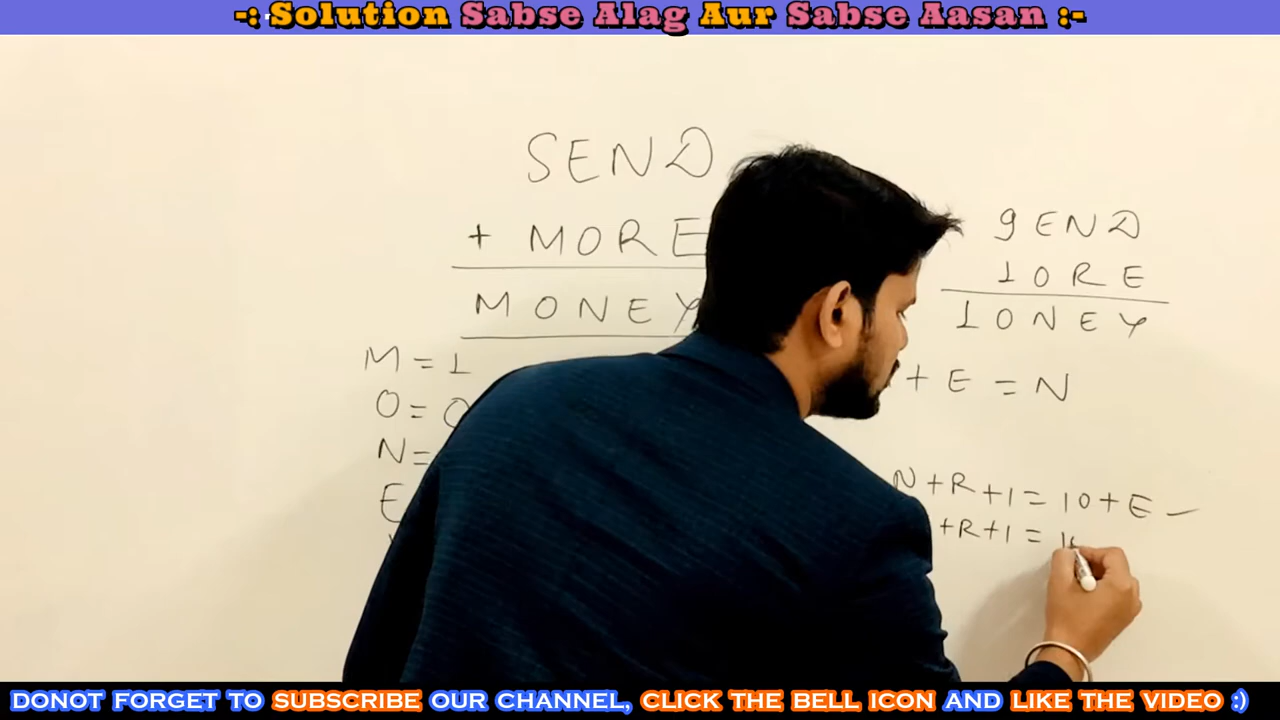 -: Solution Sabse Alag Aur Sabse Aasan :-
SEND
+ MORE
MONEY
M = 1
O = 0
N =
E
9END
1ORE
1ONEY
+ E = N
N + R + 1 = 10 + E –
+ R + 1 =
DONOT FORGET TO SUBSCRIBE OUR CHANNEL, CLICK THE BELL ICON AND LIKE THE VIDEO :)